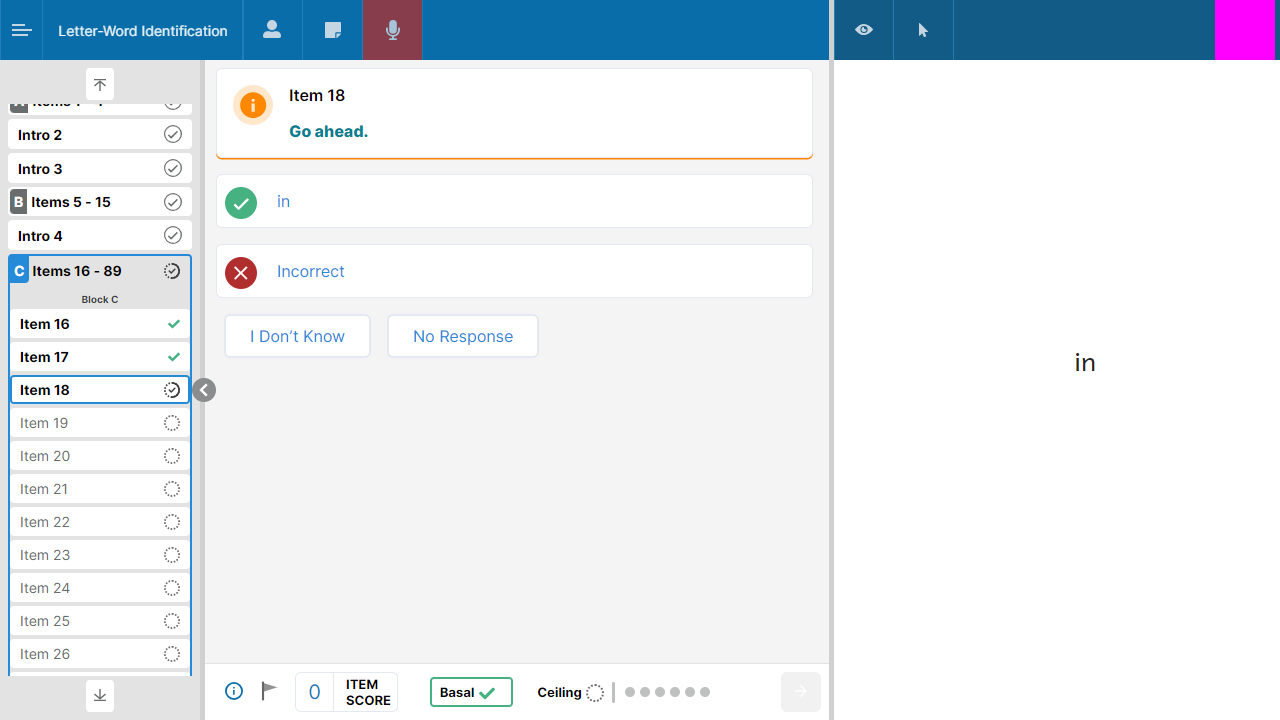 Letter-Word Identification
Intro 2
Intro 3
B Items 5 - 15
Intro 4
C Items 16 - 89
Block C
Item 16
Item 17
Item 18
Item 19
Item 20
Item 21
Item 22
Item 23
Item 24
Item 25
Item 26
Item 18
Go ahead.
in
Incorrect
I Don’t Know
No Response
0 ITEM
SCORE
Basal
Ceiling
in